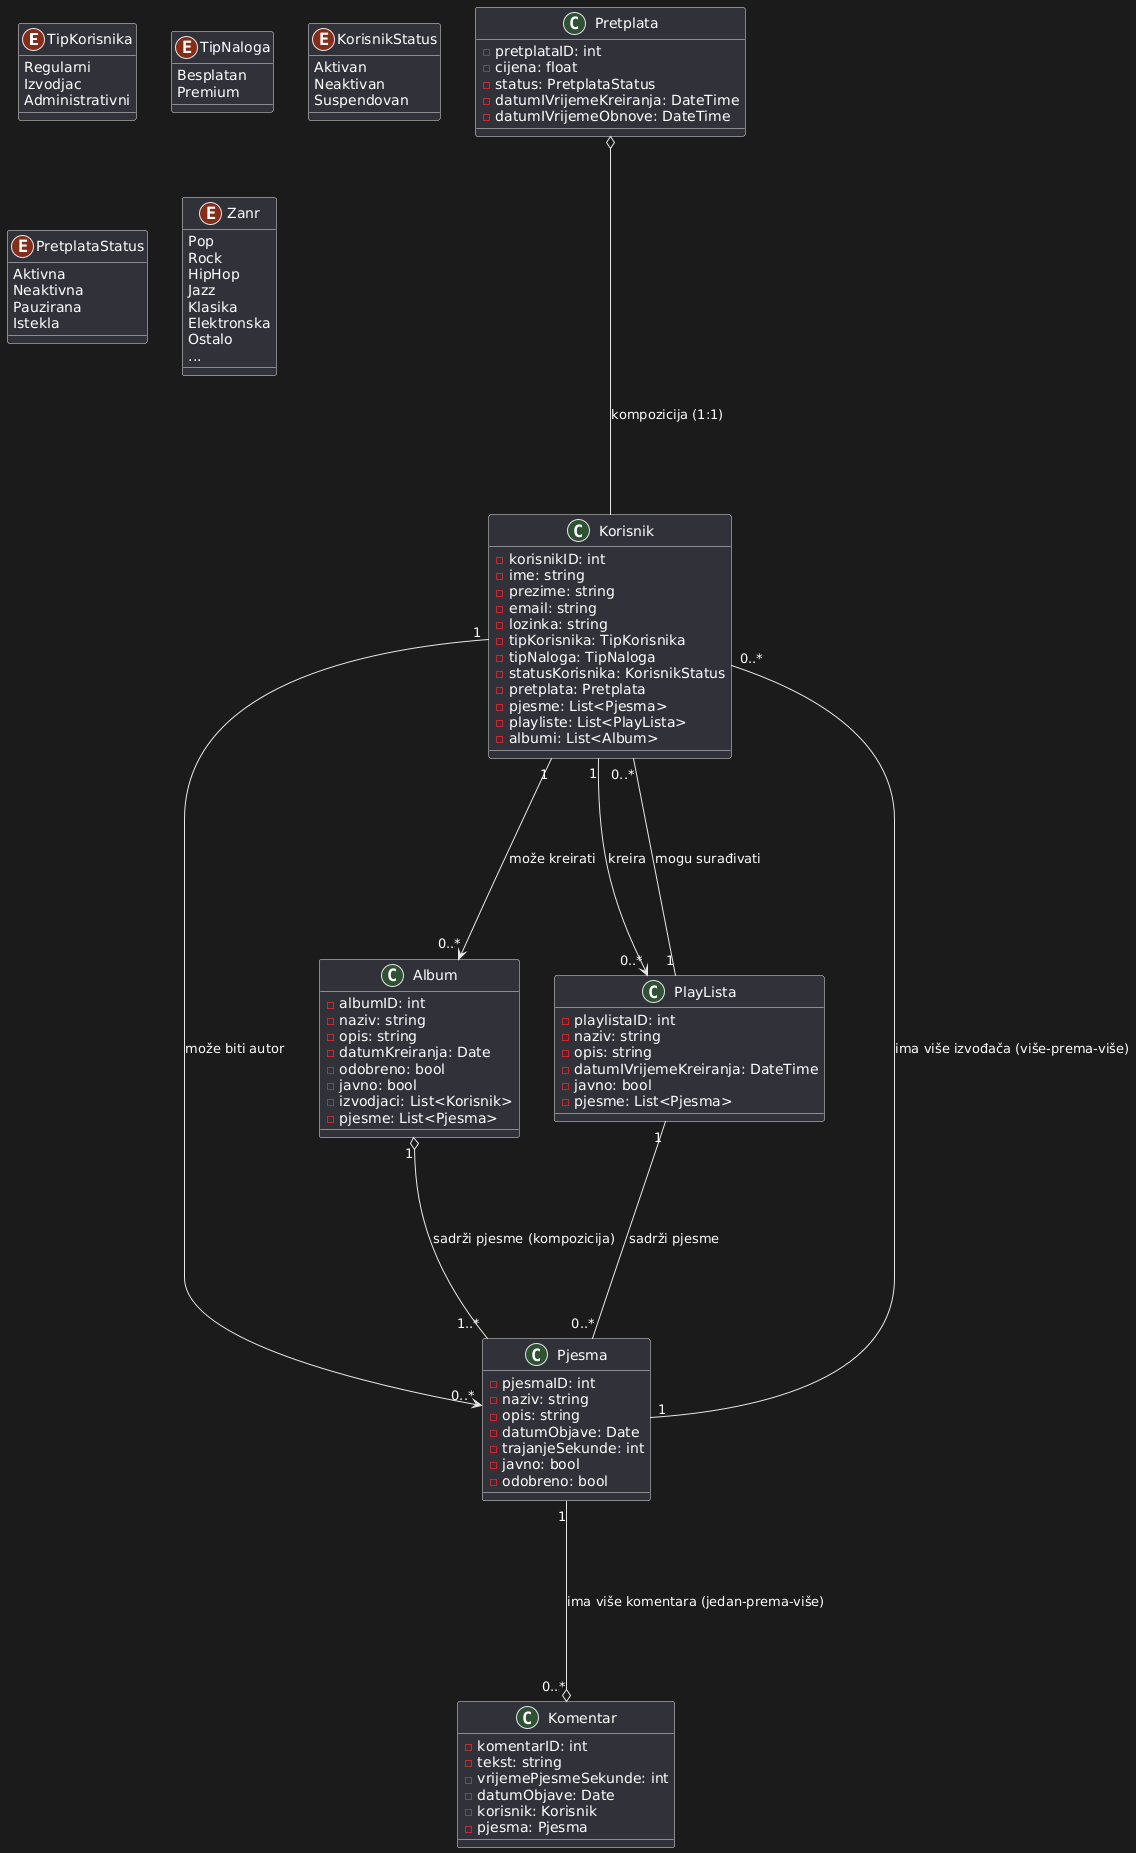 E TipKorisnika
Regularni
Izvodjac
Administrativni
E TipNaloga
Besplatan
Premium
E KorisnikStatus
Aktivan
Neaktivan
Suspendovan
C Pretplata
pretplataID: int
cijena: float
status: PretplataStatus
datumIVrijemeKreiranja: DateTime
datumIVrijemeObnove: DateTime
E PretplataStatus
Aktivna
Neaktivna
Pauzirana
Istekla
E Zanr
Pop
Rock
HipHop
Jazz
Klasika
Elektronska
Ostalo
...
kompozicija (1:1)
C Korisnik
korisnikID: int
ime: string
prezime: string
email: string
lozinka: string
tipKorisnika: TipKorisnika
tipNaloga: TipNaloga
statusKorisnika: KorisnikStatus
pretplata: Pretplata
pjesme: List<Pjesma>
playliste: List<PlayLista>
albumi: List<Album>
1
0..*
1
1
0..*
može kreirati
kreira
mogu surađivati
0..*
0..*
1
C Album
albumID: int
naziv: string
opis: string
datumKreiranja: Date
odobreno: bool
javno: bool
izvodjaci: List<Korisnik>
pjesme: List<Pjesma>
C PlayLista
playlistaID: int
naziv: string
opis: string
datumIVrijemeKreiranja: DateTime
javno: bool
pjesme: List<Pjesma>
može biti autor
ima više izvođača (više-prema-više)
1
1
sadrži pjesme (kompozicija)
sadrži pjesme
1..*
0..*
C Pjesma
pjesmaID: int
naziv: string
opis: string
datumObjave: Date
trajanjeSekunde: int
javno: bool
odobreno: bool
0..*
1
1
ima više komentara (jedan-prema-više)
0..*
C Komentar
komentarID: int
tekst: string
vrijemePjesmeSekunde: int
datumObjave: Date
korisnik: Korisnik
pjesma: Pjesma